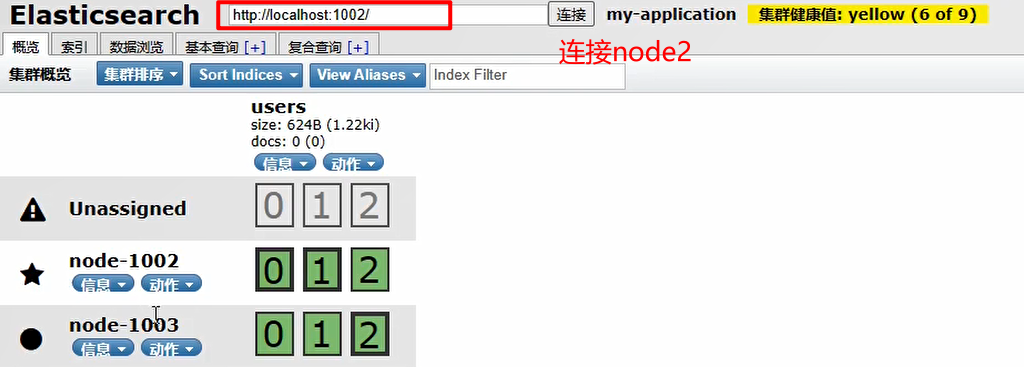 Elasticsearch http://localhost:1002/ 连接 my-application 集群健康值: yellow (6 of 9)
概览 索引 数据浏览 基本查询 [+] 复合查询 [+]
连接node2
集群概览 集群排序 Sort Indices View Aliases Index Filter
users
size: 624B (1.22ki)
docs: 0 (0)
信息 动作
Unassigned 0 1 2
node-1002 0 1 2
信息 动作
node-1003 0 1 2
信息 动作